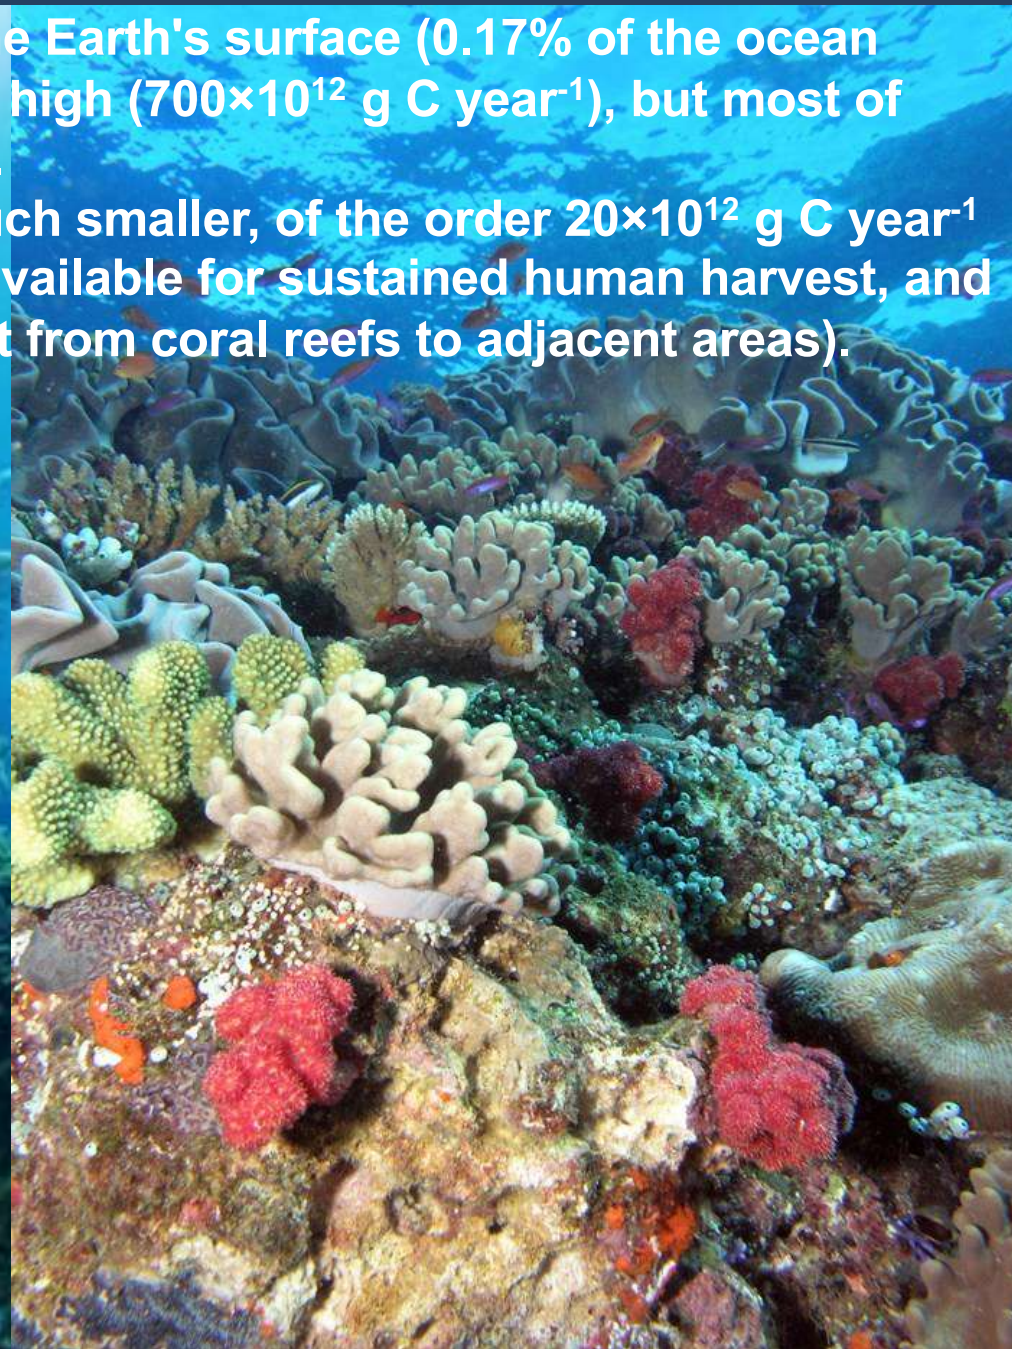 e Earth's surface (0.17% of the ocean
high (700×10¹² g C year⁻¹), but most of
.
ch smaller, of the order 20×10¹² g C year⁻¹
vailable for sustained human harvest, and
t from coral reefs to adjacent areas).